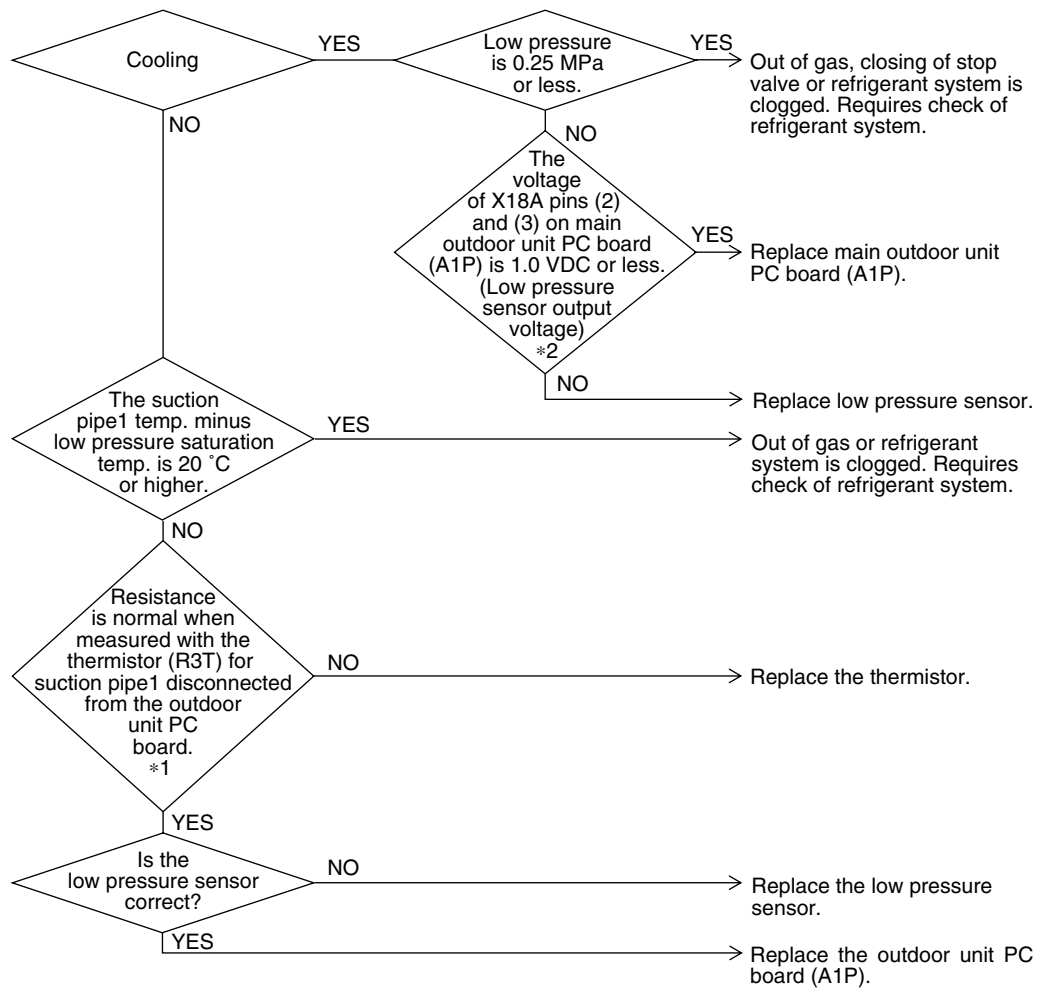 Cooling
YES
Low pressure
is 0.25 MPa
or less.
YES
Out of gas, closing of stop
valve or refrigerant system is
clogged. Requires check of
refrigerant system.
NO
NO
The
voltage
of X18A pins (2)
and (3) on main
outdoor unit PC board
(A1P) is 1.0 VDC or less.
(Low pressure
sensor output
voltage)
*2
YES
Replace main outdoor unit
PC board (A1P).
NO
Replace low pressure sensor.
The suction
pipe1 temp. minus
low pressure saturation
temp. is 20 ˚C
or higher.
YES
Out of gas or refrigerant
system is clogged. Requires
check of refrigerant system.
NO
Resistance
is normal when
measured with the
thermistor (R3T) for
suction pipe1 disconnected
from the outdoor
unit PC
board.
*1
NO
Replace the thermistor.
YES
Is the
low pressure sensor
correct?
NO
Replace the low pressure
sensor.
YES
Replace the outdoor unit PC
board (A1P).